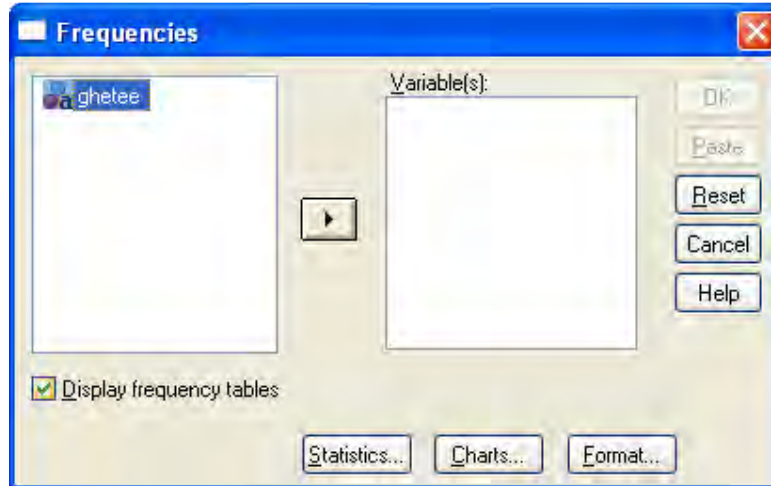 Frequencies
ghetee
Variable(s):
OK
Paste
Reset
Cancel
Help
Display frequency tables
Statistics...
Charts...
Format...